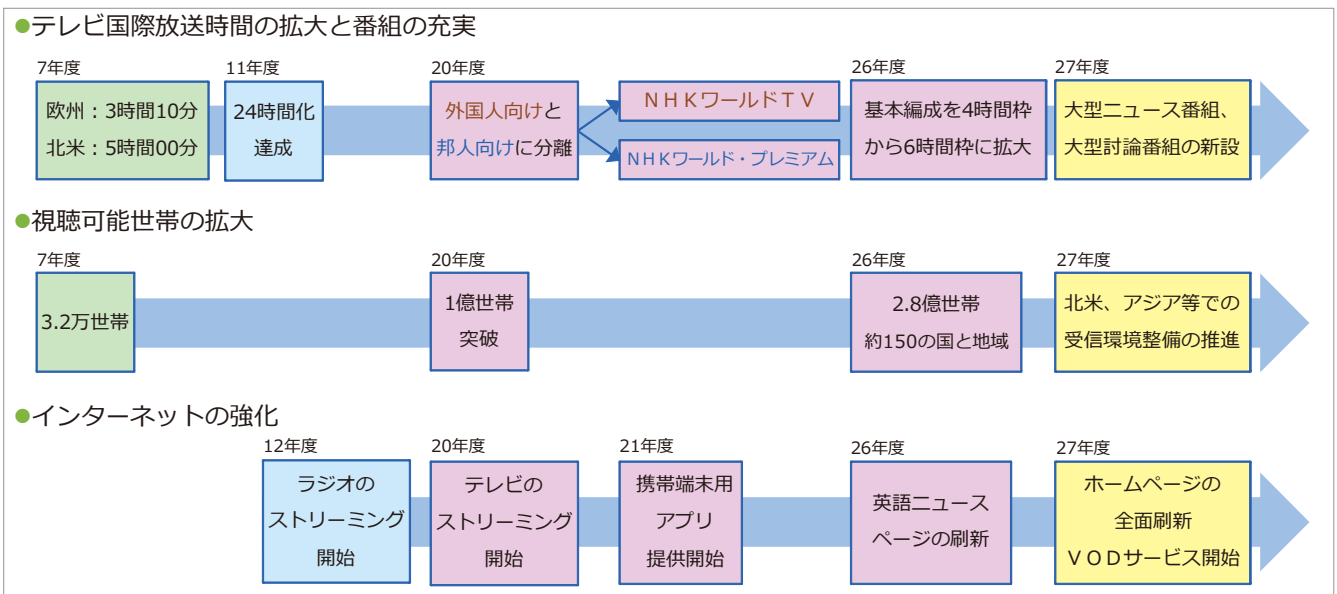 ●テレビ国際放送時間の拡大と番組の充実
7年度
欧州：3時間10分
北米：5時間00分
11年度
24時間化
達成
20年度
外国人向けと
邦人向けに分離
ＮＨＫワールドＴＶ
ＮＨＫワールド・プレミアム
26年度
基本編成を4時間枠
から6時間枠に拡大
27年度
大型ニュース番組、
大型討論番組の新設
●視聴可能世帯の拡大
7年度
3.2万世帯
20年度
1億世帯
突破
26年度
2.8億世帯
約150の国と地域
27年度
北米、アジア等での
受信環境整備の推進
●インターネットの強化
12年度
ラジオの
ストリーミング
開始
20年度
テレビの
ストリーミング
開始
21年度
携帯端末用
アプリ
提供開始
26年度
英語ニュース
ページの刷新
27年度
ホームページの
全面刷新
ＶＯＤサービス開始